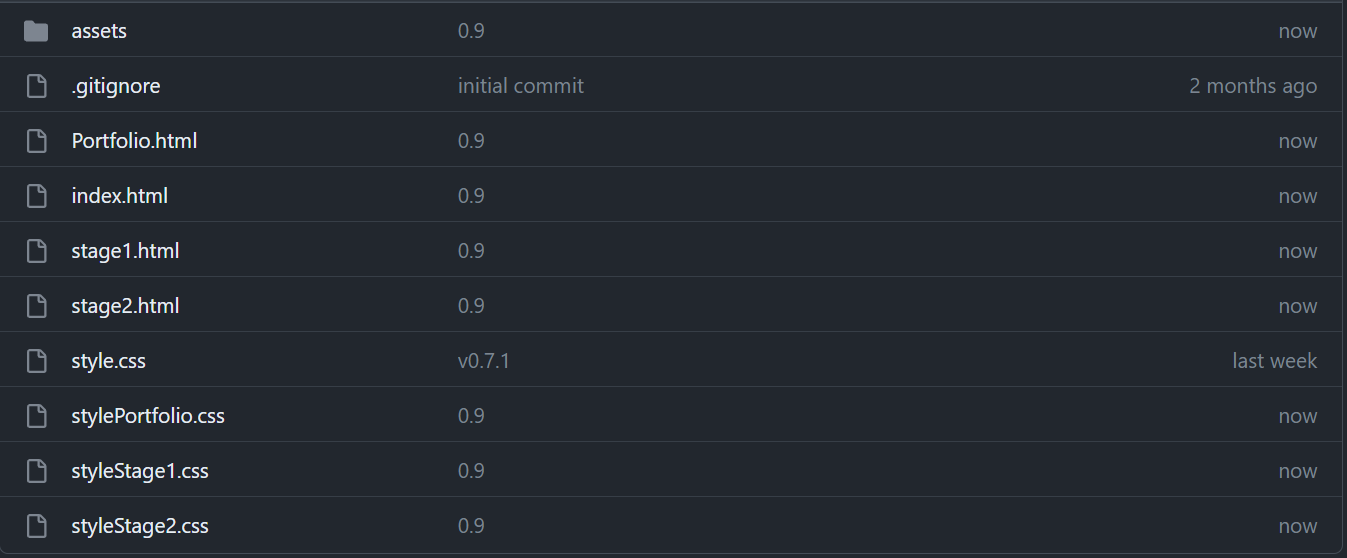 assets 0.9 now
.gitignore initial commit 2 months ago
Portfolio.html 0.9 now
index.html 0.9 now
stage1.html 0.9 now
stage2.html 0.9 now
style.css v0.7.1 last week
stylePortfolio.css 0.9 now
styleStage1.css 0.9 now
styleStage2.css 0.9 now